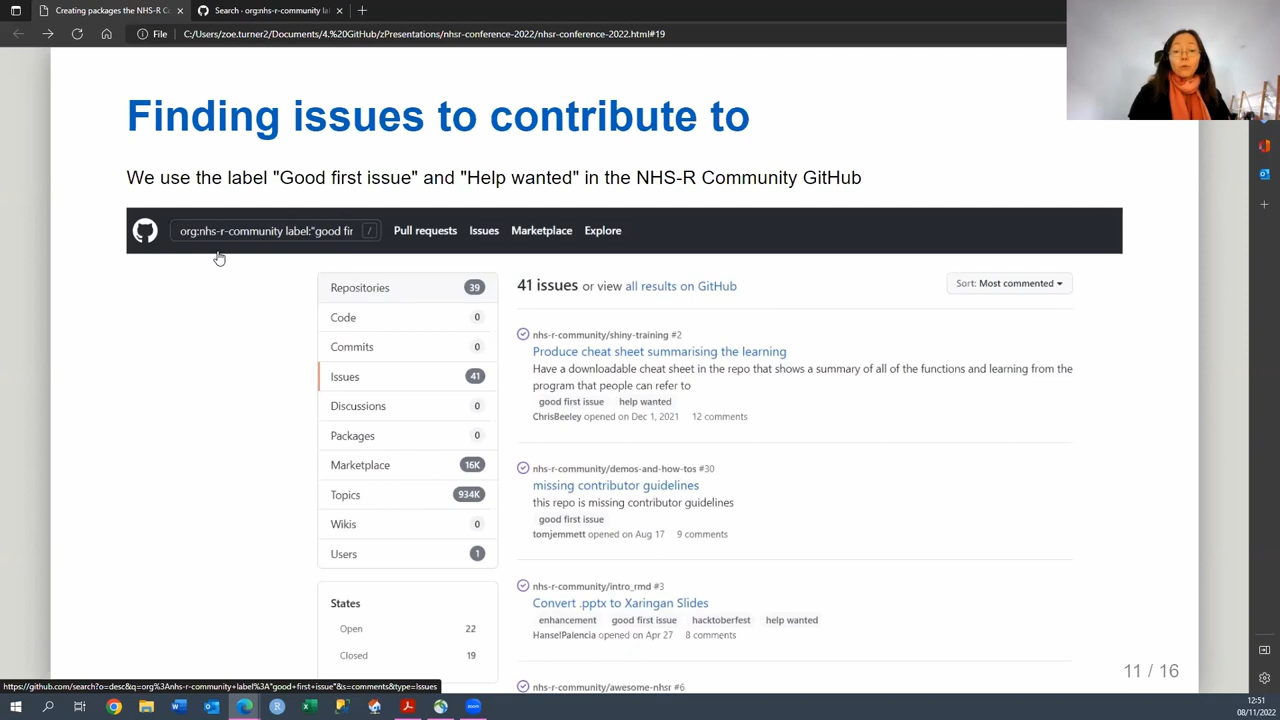 Creating packages the NHS-R C
Search · org:nhs-r-community la
File
C:/Users/zoe.turner2/Documents/4.%20GitHub/zPresentations/nhsr-conference-2022/nhsr-conference-2022.html#19
Finding issues to contribute to
We use the label "Good first issue" and "Help wanted" in the NHS-R Community GitHub
org:nhs-r-community label:"good fir /
Pull requests Issues Marketplace Explore
Repositories 39
Code 0
Commits 0
Issues 41
Discussions 0
Packages 0
Marketplace 16K
Topics 934K
Wikis 0
Users 1
States
Open 22
Closed 19
41 issues or view all results on GitHub
Sort: Most commented
nhs-r-community/shiny-training #2
Produce cheat sheet summarising the learning
Have a downloadable cheat sheet in the repo that shows a summary of all of the functions and learning from the
program that people can refer to
good first issue help wanted
ChrisBeeley opened on Dec 1, 2021 12 comments
nhs-r-community/demos-and-how-tos #30
missing contributor guidelines
this repo is missing contributor guidelines
good first issue
tomjemmett opened on Aug 17 9 comments
nhs-r-community/intro_rmd #3
Convert .pptx to Xaringan Slides
enhancement good first issue hacktoberfest help wanted
HanselPalencia opened on Apr 27 8 comments
nhs-r-community/awesome-nhsr #6
11 / 16
https://github.com/search?o=desc&q=org%3Anhs-r-community+label%3A"good+first+issue"&s=comments&type=Issues
12:51
08/11/2022